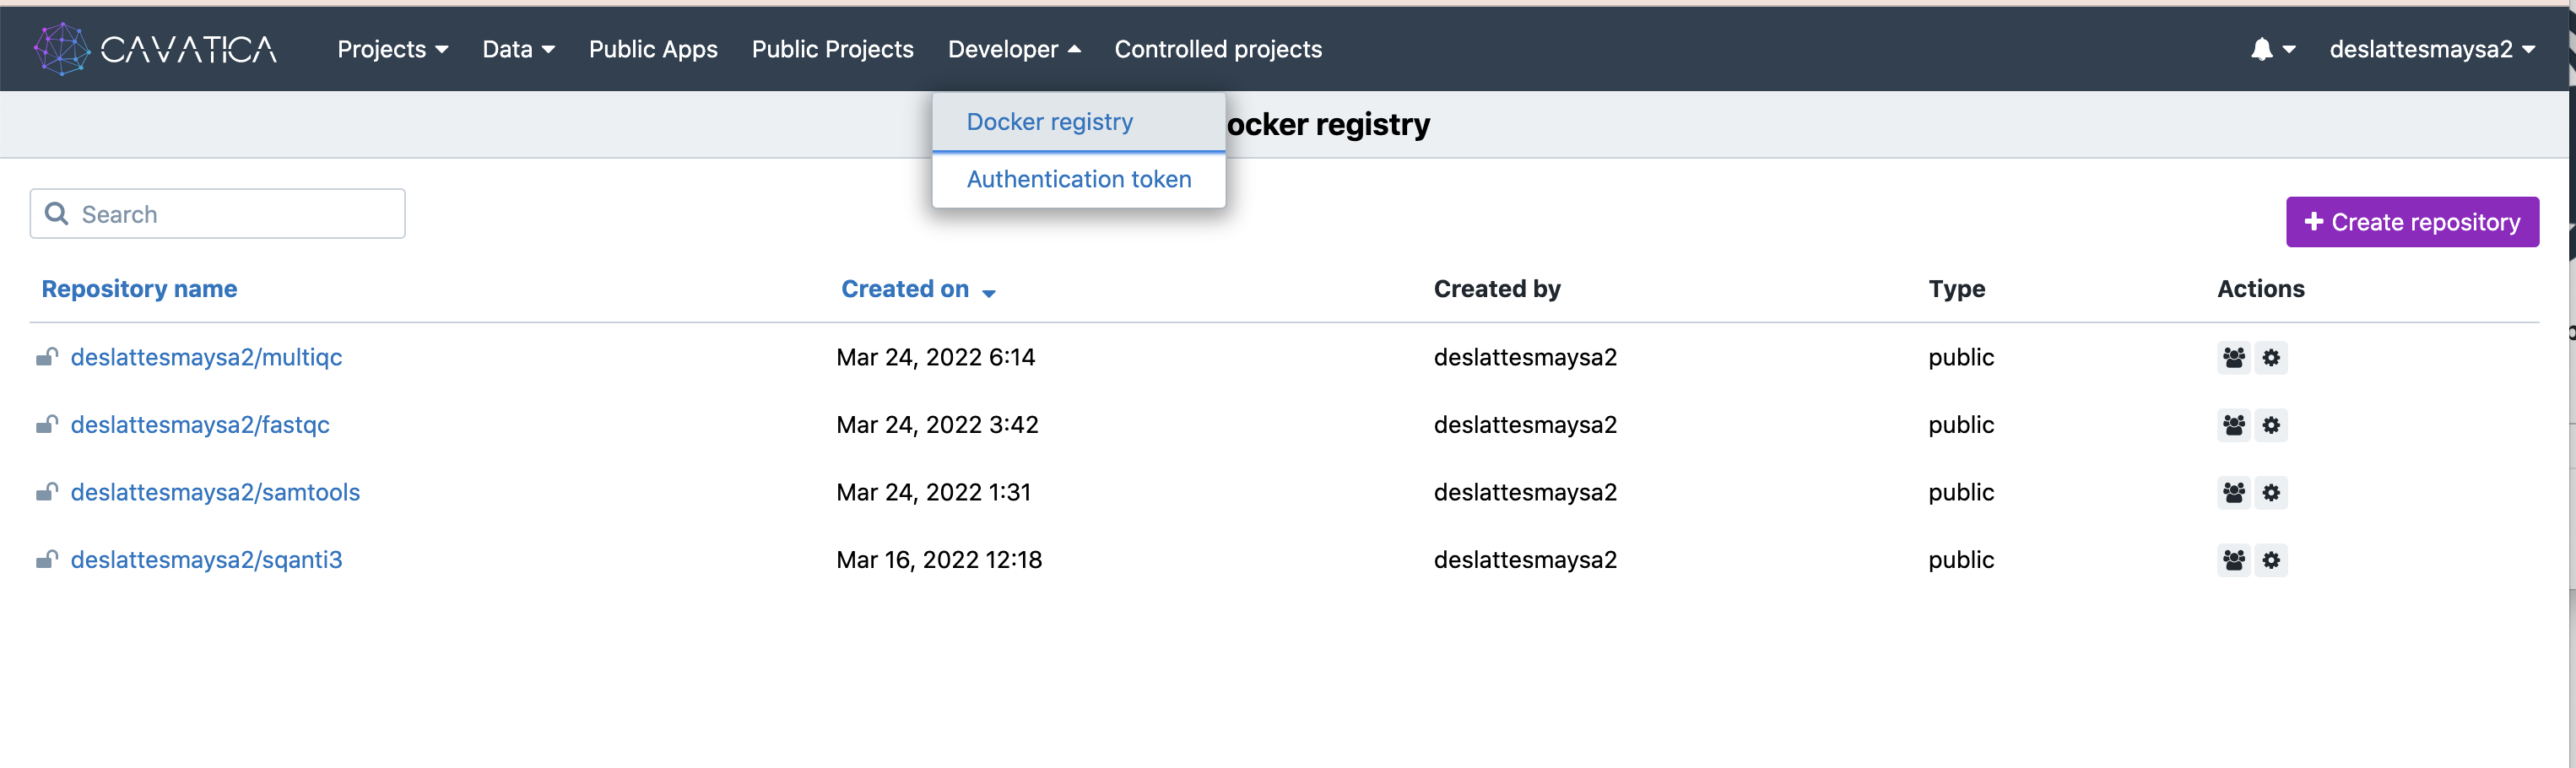 CAVATICA Projects Data Public Apps Public Projects Developer Controlled projects deslattesmaysa2
Docker registry
ocker registry
Authentication token
Search
Create repository
Repository name Created on Created by Type Actions
deslattesmaysa2/multiqc Mar 24, 2022 6:14 deslattesmaysa2 public
deslattesmaysa2/fastqc Mar 24, 2022 3:42 deslattesmaysa2 public
deslattesmaysa2/samtools Mar 24, 2022 1:31 deslattesmaysa2 public
deslattesmaysa2/sqanti3 Mar 16, 2022 12:18 deslattesmaysa2 public